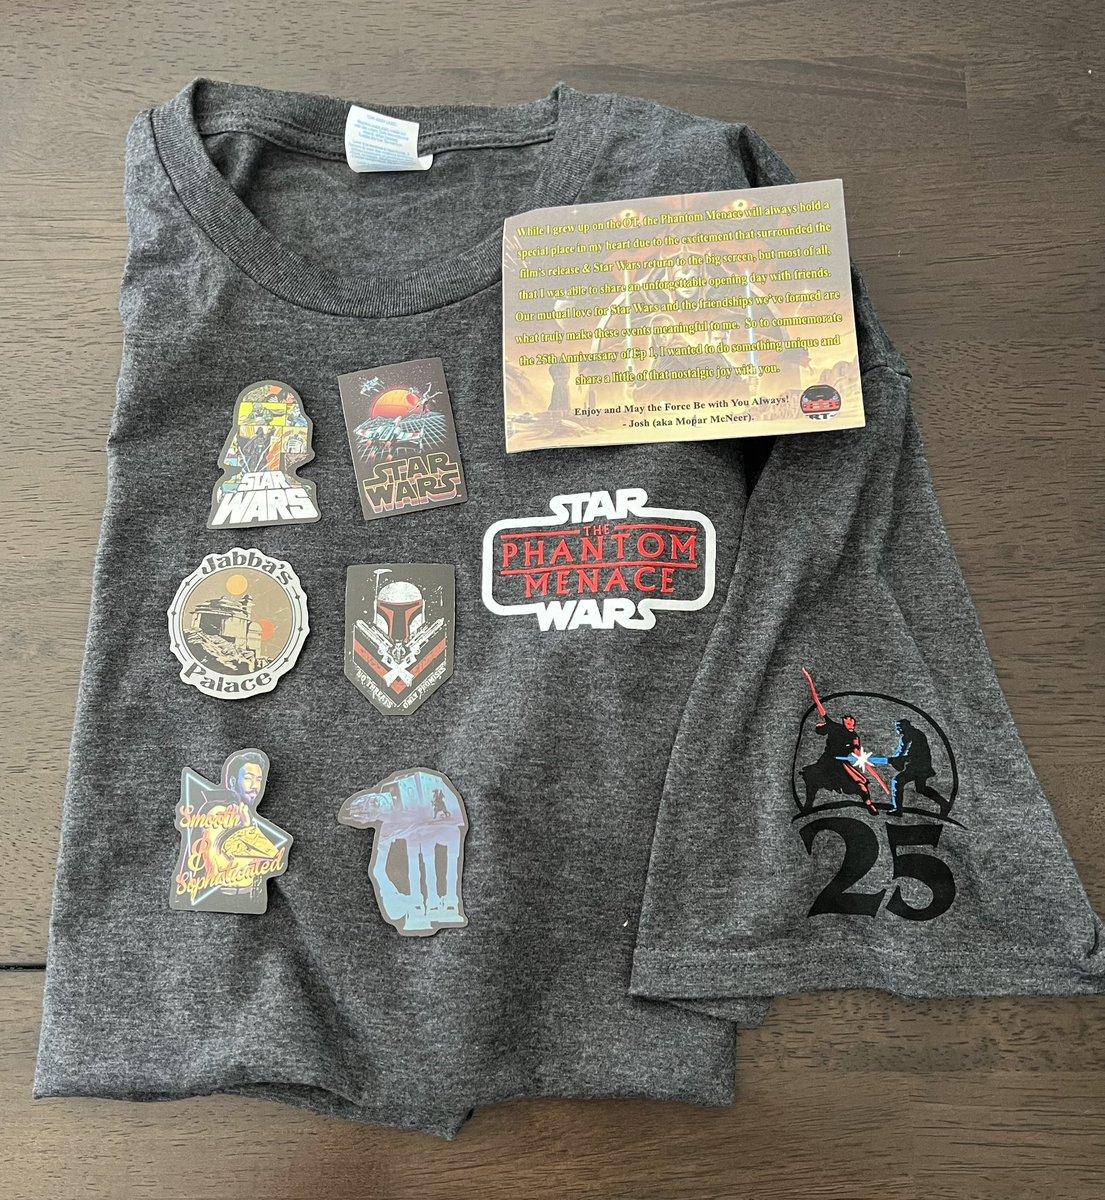 While I grew up on the OT, the Phantom Menace will always hold a
special place in my heart due to the excitement that surrounded the
film's release & Star Wars return to the big screen, but most of all,
that I was able to share an unforgettable opening day with friends.
Our mutual love for Star Wars and the friendships we've formed are
what truly make these events meaningful to me. So to commemorate
the 25th Anniversary of Ep 1, I wanted to do something unique and
share a little of that nostalgic joy with you.
Enjoy and May the Force Be with You Always!
- Josh (aka Mopar McNeer).
STAR
WARS
STAR
WARS
STAR
THE
PHANTOM
MENACE
WARS
Jabba's
Palace
NO THREATS
ONLY PROMISES
Smooth
&
Sophisticated
25